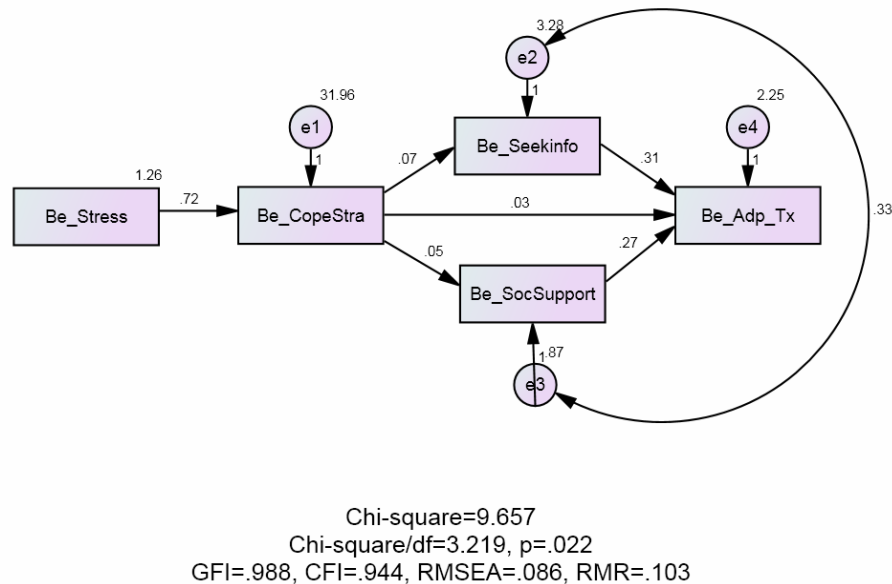 3.28
e2
31.96
2.25
e1
e4
1
1
1
Be_Seekinfo
1.26
.07
.31
Be_Stress
.72
Be_CopeStra
.03
Be_Adp_Tx
.33
.05
.27
Be_SocSupport
1
.87
e3
Chi-square=9.657
Chi-square/df=3.219, p=.022
GFI=.988, CFI=.944, RMSEA=.086, RMR=.103